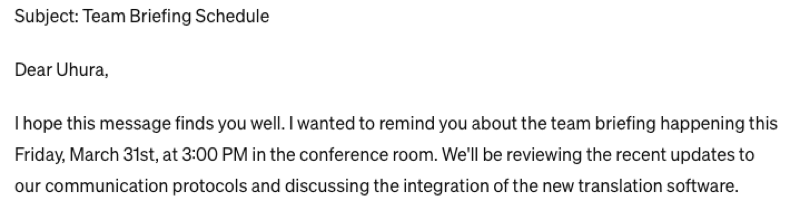 Subject: Team Briefing Schedule
Dear Uhura,
I hope this message finds you well. I wanted to remind you about the team briefing happening this
Friday, March 31st, at 3:00 PM in the conference room. We'll be reviewing the recent updates to
our communication protocols and discussing the integration of the new translation software.